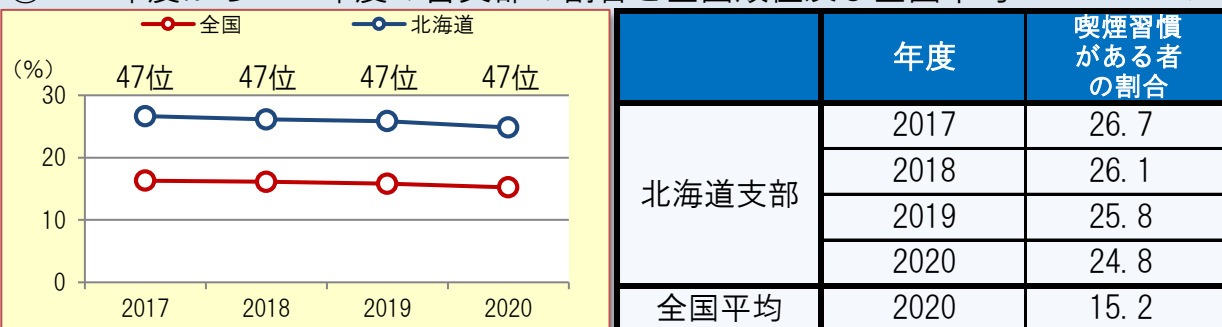 全国
北海道
(%)
47位 47位 47位 47位
30
20
10
0
2017 2018 2019 2020
年度 喫煙習慣がある者の割合
北海道支部
2017 26.7
2018 26.1
2019 25.8
2020 24.8
全国平均 2020 15.2